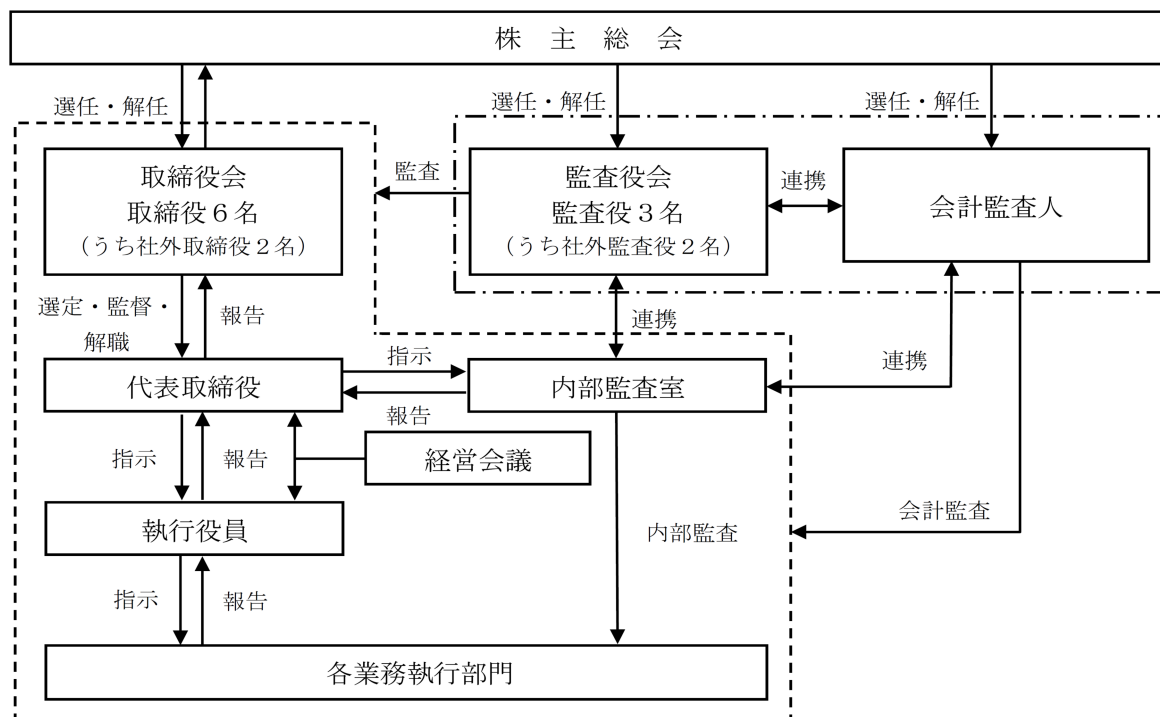 株 主 総 会
選任・解任
選任・解任
選任・解任
取締役会
取締役６名
（うち社外取締役２名）
監査
監査役会
監査役３名
（うち社外監査役２名）
連携
会計監査人
選定・監督・
解職
報告
連携
連携
代表取締役
指示
報告
内部監査室
指示
報告
経営会議
執行役員
内部監査
会計監査
指示
報告
各業務執行部門